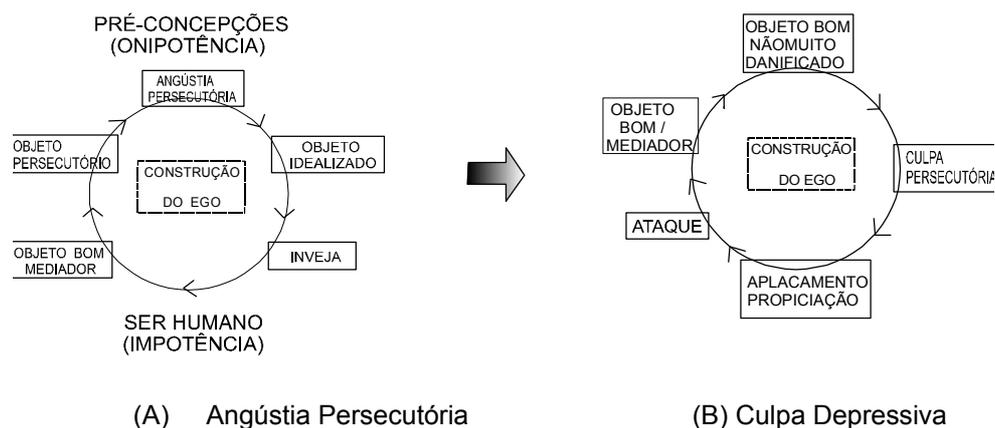 PRÉ-CONCEPÇÕES
(ONIPOTÊNCIA)
ANGÚSTIA
PERSECUTÓRIA
OBJETO
PERSECUTÓRIO
OBJETO
IDEALIZADO
CONSTRUÇÃO
DO EGO
OBJETO BOM
MEDIADOR
INVEJA
SER HUMANO
(IMPOTÊNCIA)
(A) Angústia Persecutória
OBJETO BOM
NÃOMUITO
DANIFICADO
OBJETO
BOM /
MEDIADOR
CONSTRUÇÃO
DO EGO
CULPA
PERSECUTÓRIA
ATAQUE
APLACAMENTO
PROPICIAÇÃO
(B) Culpa Depressiva